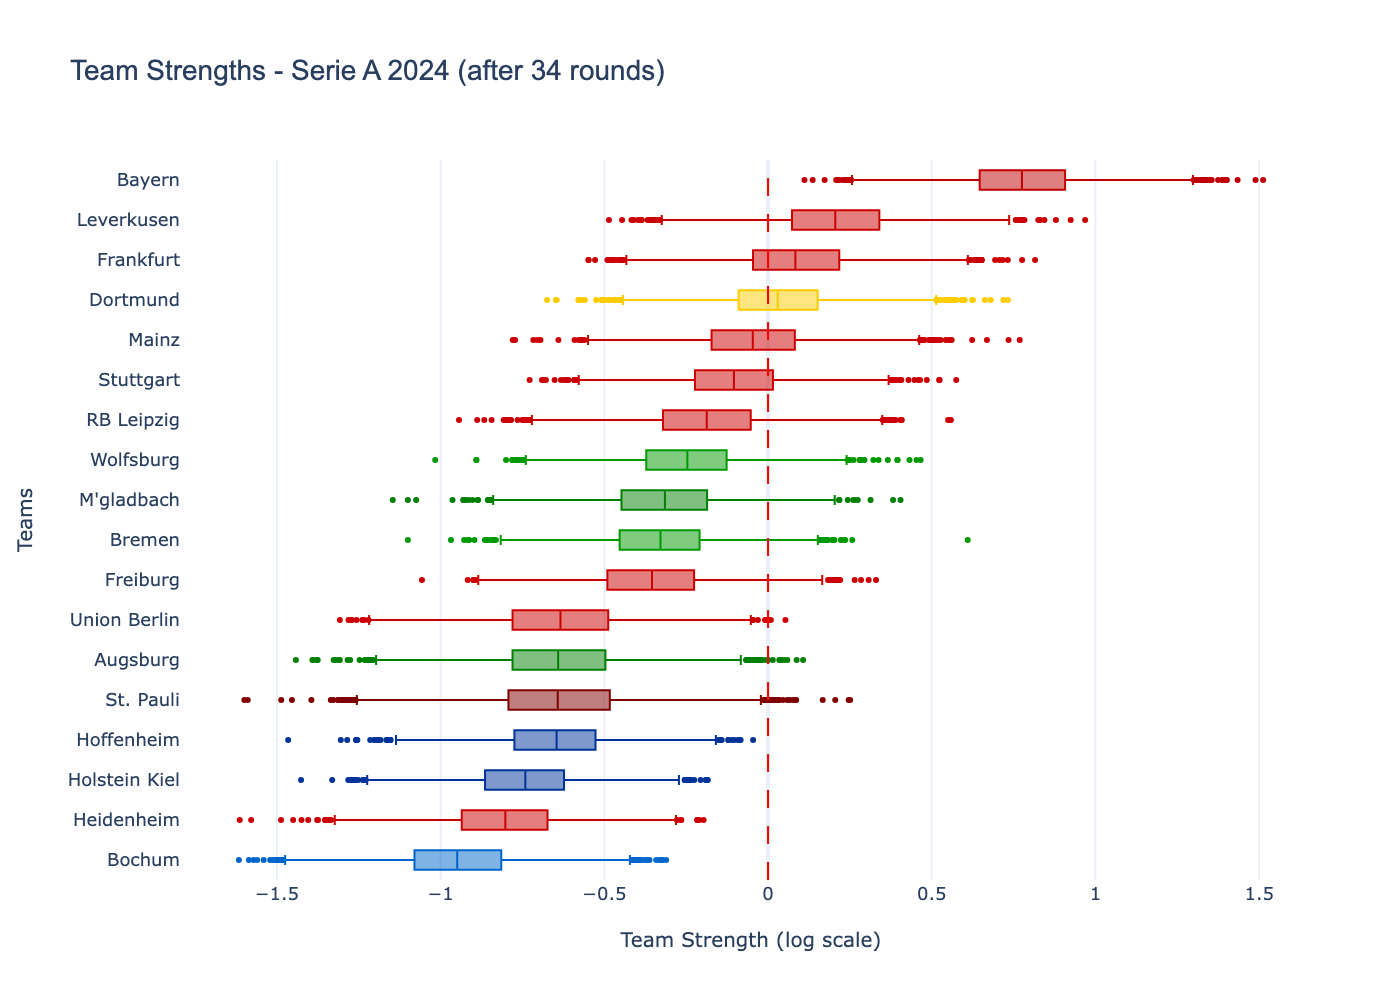 Team Strengths - Serie A 2024 (after 34 rounds)
Teams
Bayern
Leverkusen
Frankfurt
Dortmund
Mainz
Stuttgart
RB Leipzig
Wolfsburg
M'gladbach
Bremen
Freiburg
Union Berlin
Augsburg
St. Pauli
Hoffenheim
Holstein Kiel
Heidenheim
Bochum
−1.5 −1 −0.5 0 0.5 1 1.5
Team Strength (log scale)